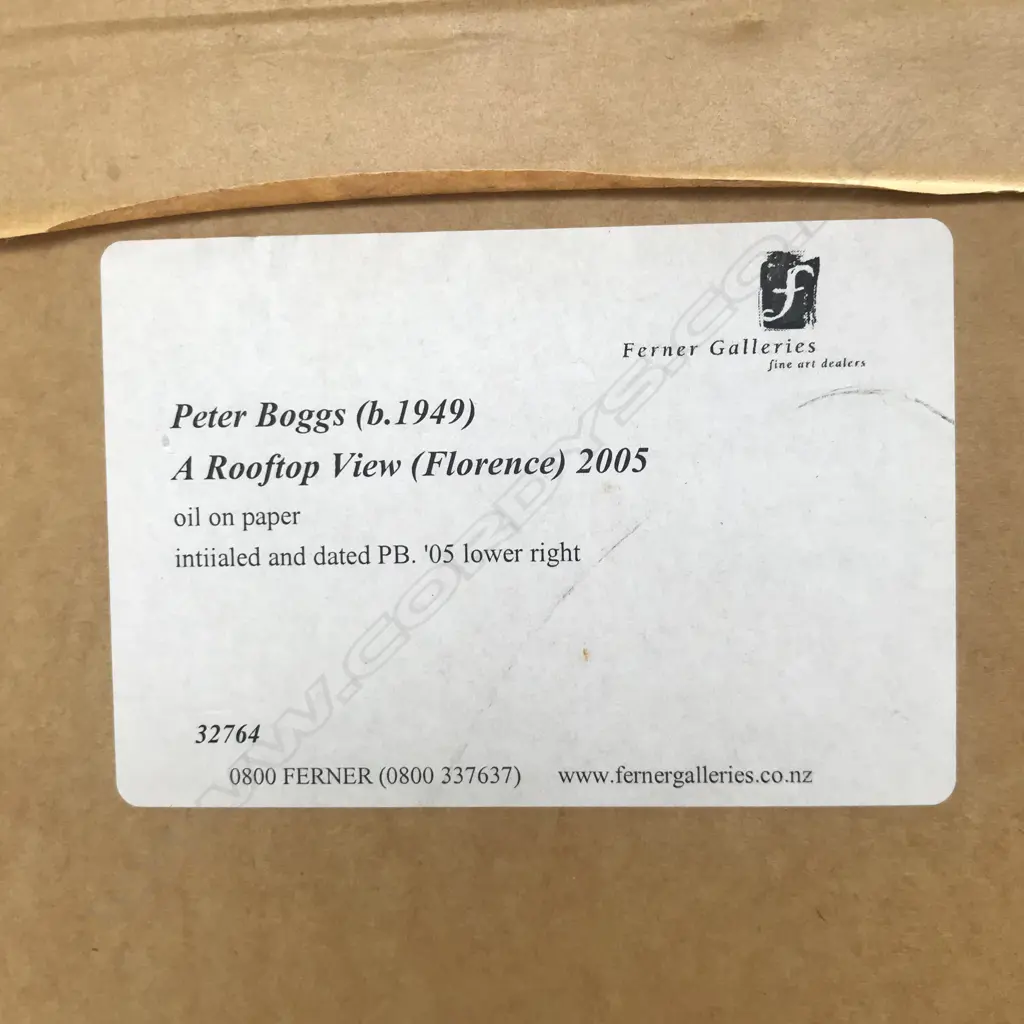 f
Ferner Galleries
fine art dealers
Peter Boggs (b.1949)
A Rooftop View (Florence) 2005
oil on paper
intiialed and dated PB. '05 lower right
32764
0800 FERNER (0800 337637) www.fernergalleries.co.nz